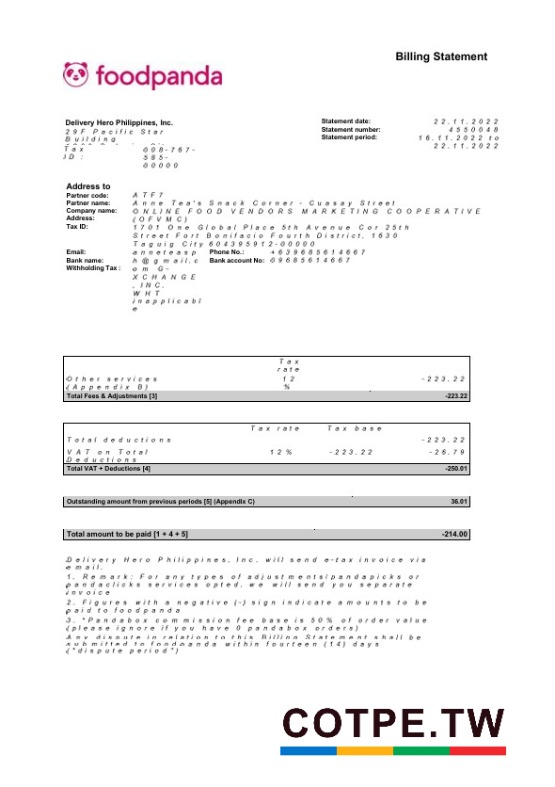 Billing Statement
foodpanda
Delivery Hero Philippines, Inc.
29F Pacific Star
Building
Tax ID : 008-767-595-00000
Statement date: 22.11.2022
Statement number: 4550048
Statement period: 16.11.2022 to 22.11.2022
Address to
Partner code: ATF7
Partner name: Anne Tea's Snack Corner - Cuasay Street
Company name: ONLINE FOOD VENDORS MARKETING COOPERATIVE
Address: (OFVMC)
Tax ID: 1701 One Global Place 5th Avenue Cor 25th
Street Fort Bonifacio Fourth District, 1630
Taguig City 604395912-00000
Email: anneteasp Phone No.: +639685614667
Bank name: h@gmail.c Bank account No: 09685614667
Withholding Tax : om G-
XCHANGE
, INC.
WHT
inapplicabl
e
Tax
rate
Other services 12 -223.22
(Appendix B) %
Total Fees & Adjustments [3] -223.22
Tax rate Tax base
Total deductions -223.22
VAT on Total 12% -223.22 -26.79
Deductions
Total VAT + Deductions [4] -250.01
Outstanding amount from previous periods [5] (Appendix C) 36.01
Total amount to be paid [1 + 4 + 5] -214.00
Delivery Hero Philippines, Inc. will send e-tax invoice via
email.
1. Remark: For any types of adjustments/pandapicks or
pandaclicks services opted, we will send you separate
invoice
2. Figures with a negative (-) sign indicate amounts to be
paid to foodpanda
3. *Pandabox commission fee base is 50% of order value
(please ignore if you have 0 pandabox orders)
Any dispute in relation to this Billing Statement shall be
submitted to foodpanda within fourteen (14) days
("dispute period")
COTPE.TW